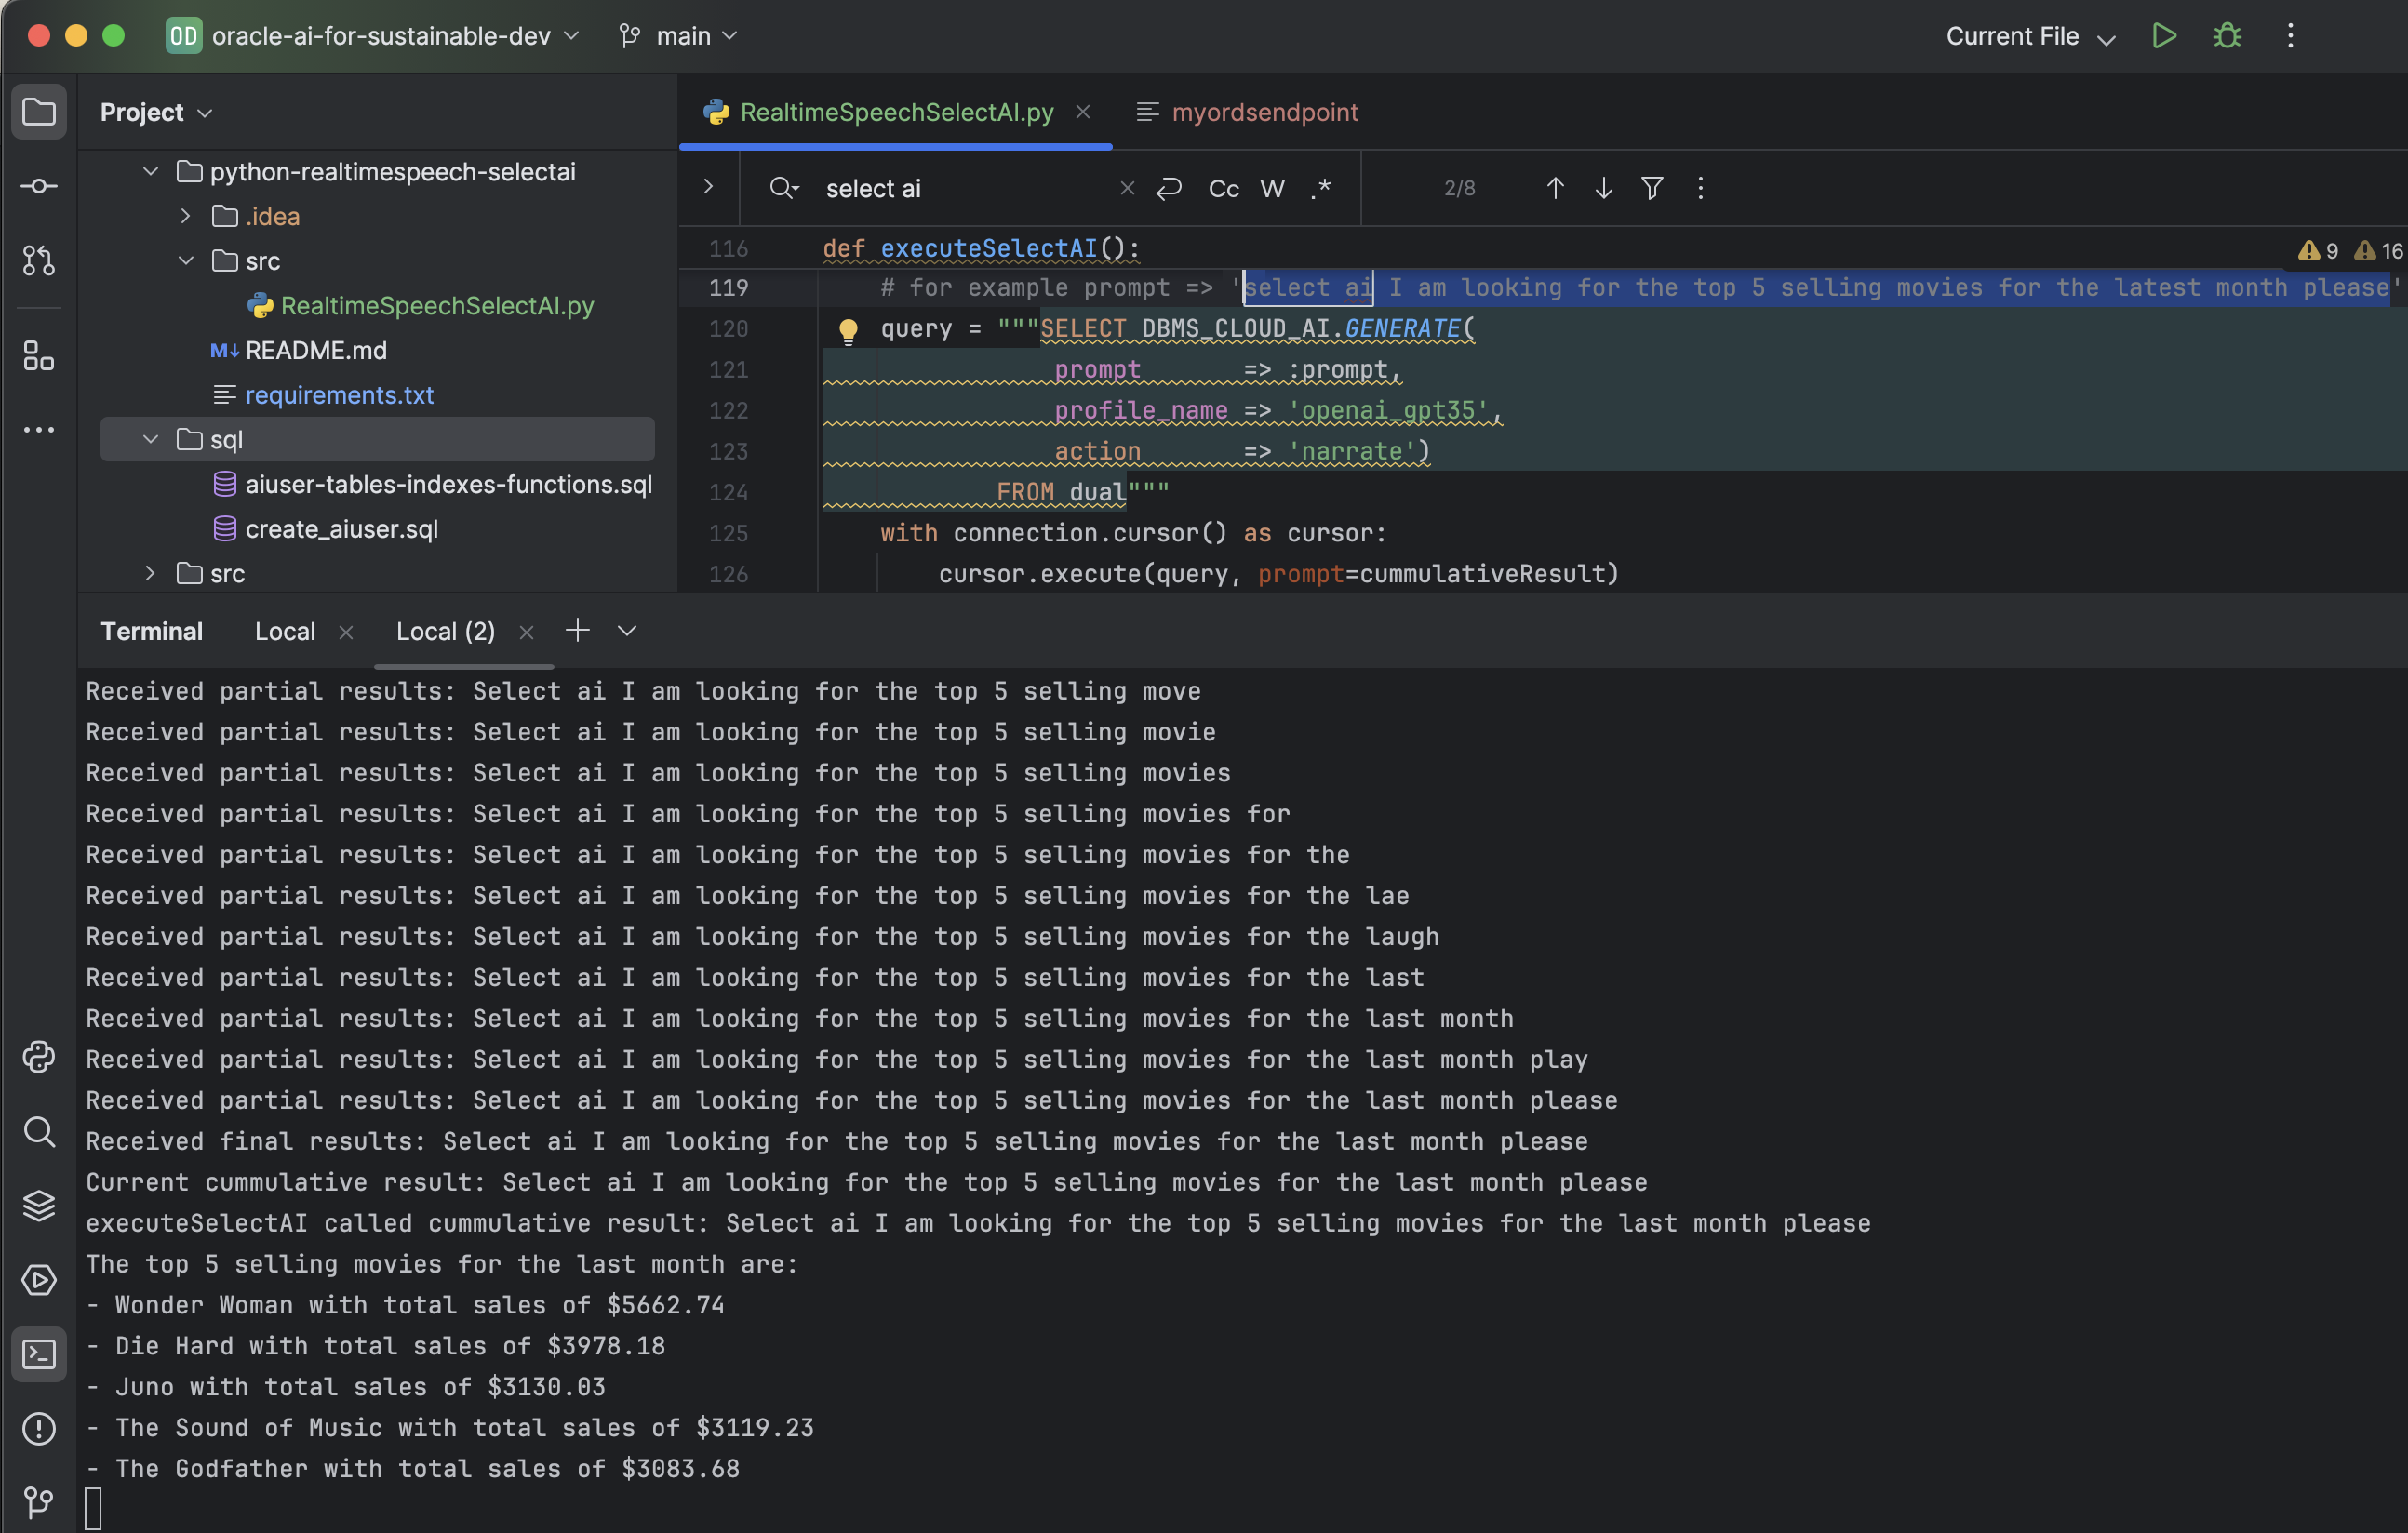 OD oracle-ai-for-sustainable-dev main Current File
Project
python-realtimespeech-selectai
.idea
src
RealtimeSpeechSelectAI.py
M↓ README.md
requirements.txt
sql
aiuser-tables-indexes-functions.sql
create_aiuser.sql
src
RealtimeSpeechSelectAI.py myordsendpoint
select ai Cc W .* 2/8
116 def executeSelectAI(): 9 16
119 # for example prompt => 'select ai I am looking for the top 5 selling movies for the latest month please'
120 query = """SELECT DBMS_CLOUD_AI.GENERATE(
121 prompt => :prompt,
122 profile_name => 'openai_gpt35',
123 action => 'narrate')
124 FROM dual"""
125 with connection.cursor() as cursor:
126 cursor.execute(query, prompt=cummulativeResult)
Terminal Local Local (2)
Received partial results: Select ai I am looking for the top 5 selling move
Received partial results: Select ai I am looking for the top 5 selling movie
Received partial results: Select ai I am looking for the top 5 selling movies
Received partial results: Select ai I am looking for the top 5 selling movies for
Received partial results: Select ai I am looking for the top 5 selling movies for the
Received partial results: Select ai I am looking for the top 5 selling movies for the lae
Received partial results: Select ai I am looking for the top 5 selling movies for the laugh
Received partial results: Select ai I am looking for the top 5 selling movies for the last
Received partial results: Select ai I am looking for the top 5 selling movies for the last month
Received partial results: Select ai I am looking for the top 5 selling movies for the last month play
Received partial results: Select ai I am looking for the top 5 selling movies for the last month please
Received final results: Select ai I am looking for the top 5 selling movies for the last month please
Current cummulative result: Select ai I am looking for the top 5 selling movies for the last month please
executeSelectAI called cummulative result: Select ai I am looking for the top 5 selling movies for the last month please
The top 5 selling movies for the last month are:
- Wonder Woman with total sales of $5662.74
- Die Hard with total sales of $3978.18
- Juno with total sales of $3130.03
- The Sound of Music with total sales of $3119.23
- The Godfather with total sales of $3083.68